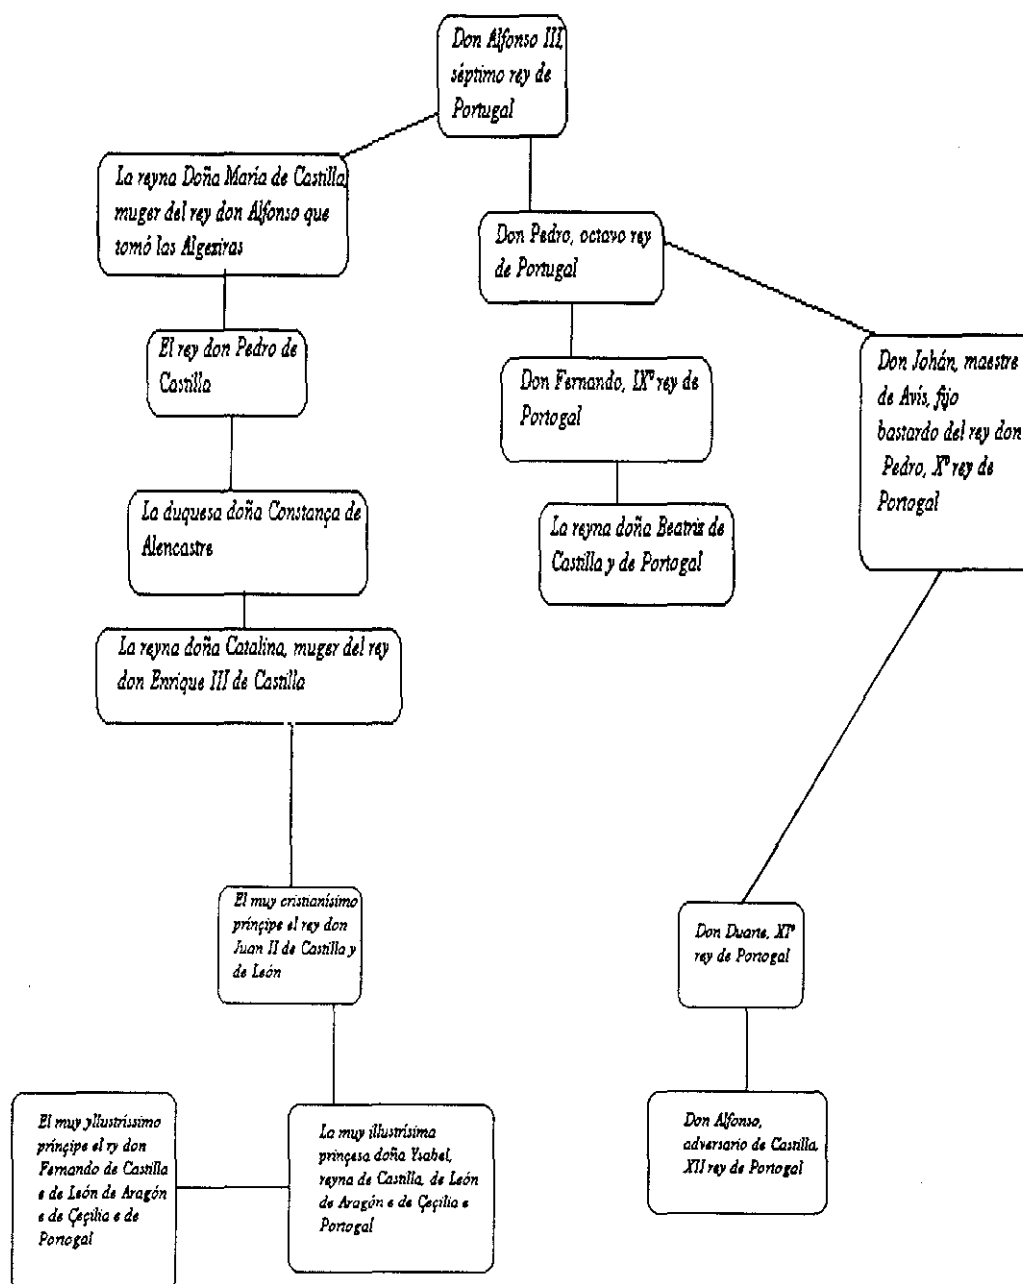 Don Alfonso III,
séptimo rey de
Portugal
La reyna Doña María de Castilla
muger del rey don Alfonso que
tomó las Algeziras
Don Pedro, octavo rey
de Portugal
El rey don Pedro de
Castilla
Don Fernando, IXº rey de
Portogal
Don Johán, maestre
de Avís, fijo
bastardo del rey don
Pedro, Xº rey de
Portogal
La duquesa doña Constança de
Alencastre
La reyna doña Beatriz de
Castilla y de Portogal
La reyna doña Catalina, muger del rey
don Enrique III de Castilla
El muy cristianísimo
prínçipe el rey don
Juan II de Castilla y
de León
Don Duarte, XIº
rey de Portogal
El muy yllustríssimo
prínçipe el ry don
Fernando de Castilla
e de León de Aragón
e de Çeçilia e de
Portogal
La muy illustrísima
prinçesa doña Ysabel,
reyna de Castilla, de León
de Aragón e de Çeçilia e
Portogal
Don Alfonso,
adversario de Castilla,
XII rey de Portogal